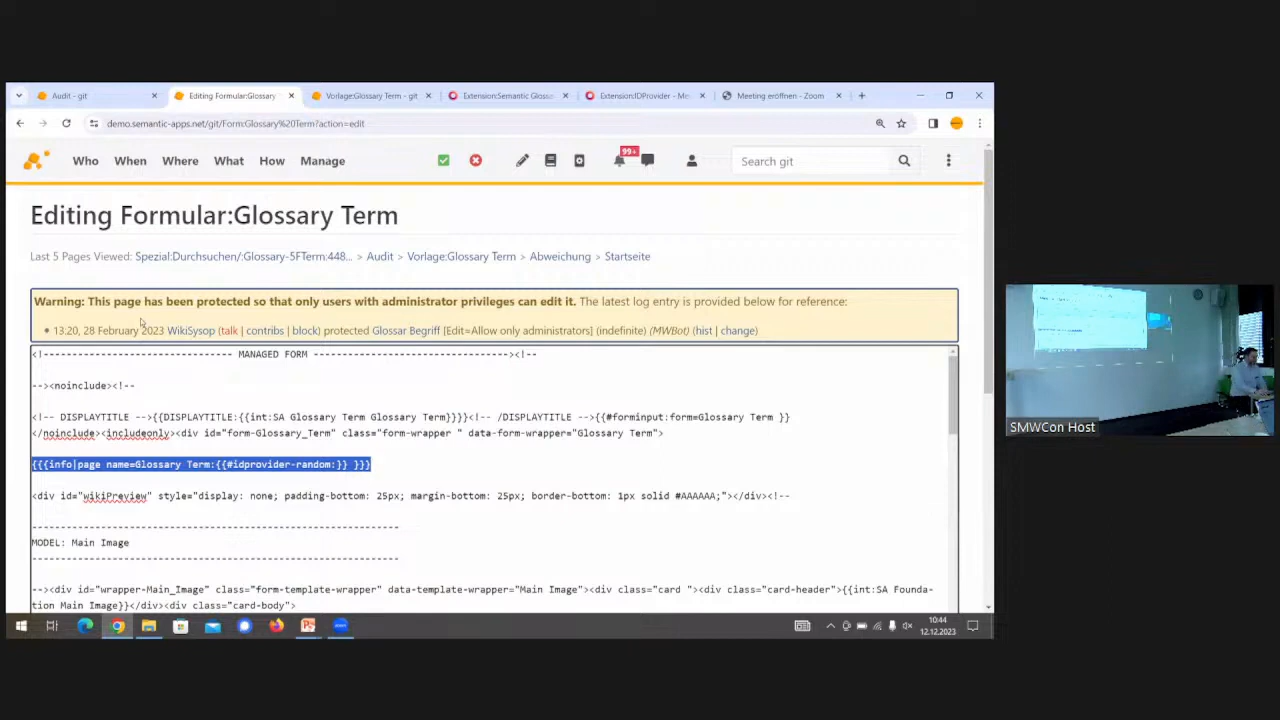 Audit - git
Editing Formular:Glossary
Vorlage:Glossary Term - git
Extension:Semantic Gloss
Extension:IDProvider - Me
Meeting eröffnen - Zoom
demo.semantic-apps.net/git/Form:Glossary%20Term?action=edit
Who When Where What How Manage
99+
Search git
Editing Formular:Glossary Term
Last 5 Pages Viewed: Spezial:Durchsuchen/:Glossary-5FTerm:448... > Audit > Vorlage:Glossary Term > Abweichung > Startseite
Warning: This page has been protected so that only users with administrator privileges can edit it. The latest log entry is provided below for reference:
• 13:20, 28 February 2023 WikiSysop (talk | contribs | block) protected Glossar Begriff [Edit=Allow only administrators] (indefinite) (MWBot) (hist | change)
<!------------------------------- MANAGED FORM -------------------------------><!--
--><noinclude><!--
<!-- DISPLAYTITLE -->{{DISPLAYTITLE:{{int:SA Glossary Term Glossary Term}}}}<!-- /DISPLAYTITLE -->{{#forminput:form=Glossary Term }}
</noinclude><includeonly><div id="form-Glossary_Term" class="form-wrapper " data-form-wrapper="Glossary Term">
{{{info|page name=Glossary Term:{{#idprovider-random:}} }}}
<div id="wikiPreview" style="display: none; padding-bottom: 25px; margin-bottom: 25px; border-bottom: 1px solid #AAAAAA;"></div><!--
----------------------------------------------------------
MODEL: Main Image
----------------------------------------------------------
--><div id="wrapper-Main_Image" class="form-template-wrapper" data-template-wrapper="Main Image"><div class="card "><div class="card-header">{{int:SA Founda-
tion Main Image}}</div><div class="card-body">
10:44
12.12.2023
SMWCon Host